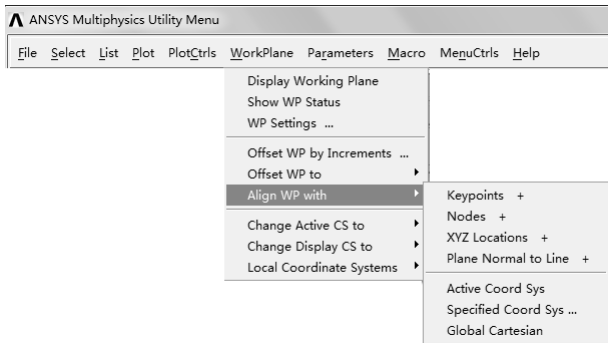 ANSYS Multiphysics Utility Menu
File Select List Plot PlotCtrls WorkPlane Parameters Macro MenuCtrls Help
Display Working Plane
Show WP Status
WP Settings ...
Offset WP by Increments ...
Offset WP to
Align WP with
Change Active CS to
Change Display CS to
Local Coordinate Systems
Keypoints +
Nodes +
XYZ Locations +
Plane Normal to Line +
Active Coord Sys
Specified Coord Sys ...
Global Cartesian